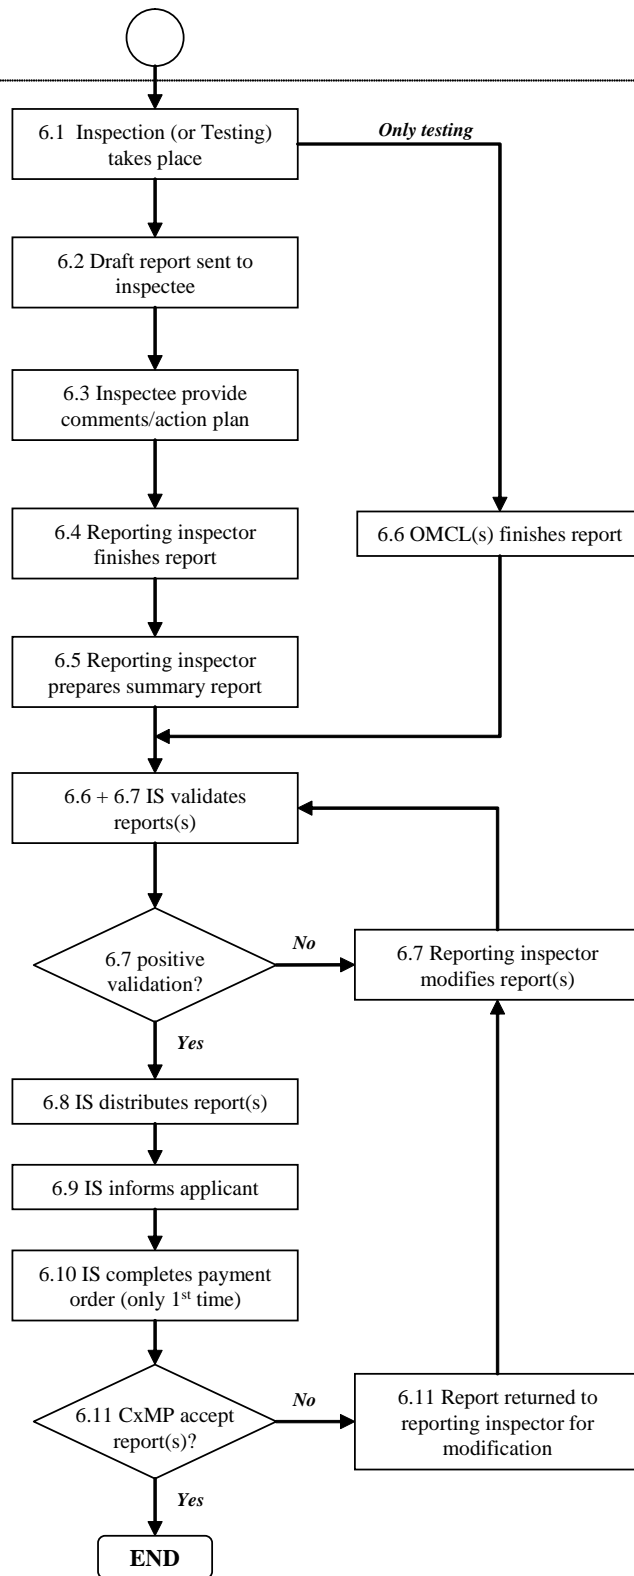 6.1 Inspection (or Testing)
takes place
Only testing
6.2 Draft report sent to
inspectee
6.3 Inspectee provide
comments/action plan
6.4 Reporting inspector
finishes report
6.6 OMCL(s) finishes report
6.5 Reporting inspector
prepares summary report
6.6 + 6.7 IS validates
reports(s)
6.7 positive
validation?
No
6.7 Reporting inspector
modifies report(s)
Yes
6.8 IS distributes report(s)
6.9 IS informs applicant
6.10 IS completes payment
order (only 1st time)
6.11 CxMP accept
report(s)?
No
6.11 Report returned to
reporting inspector for
modification
Yes
END